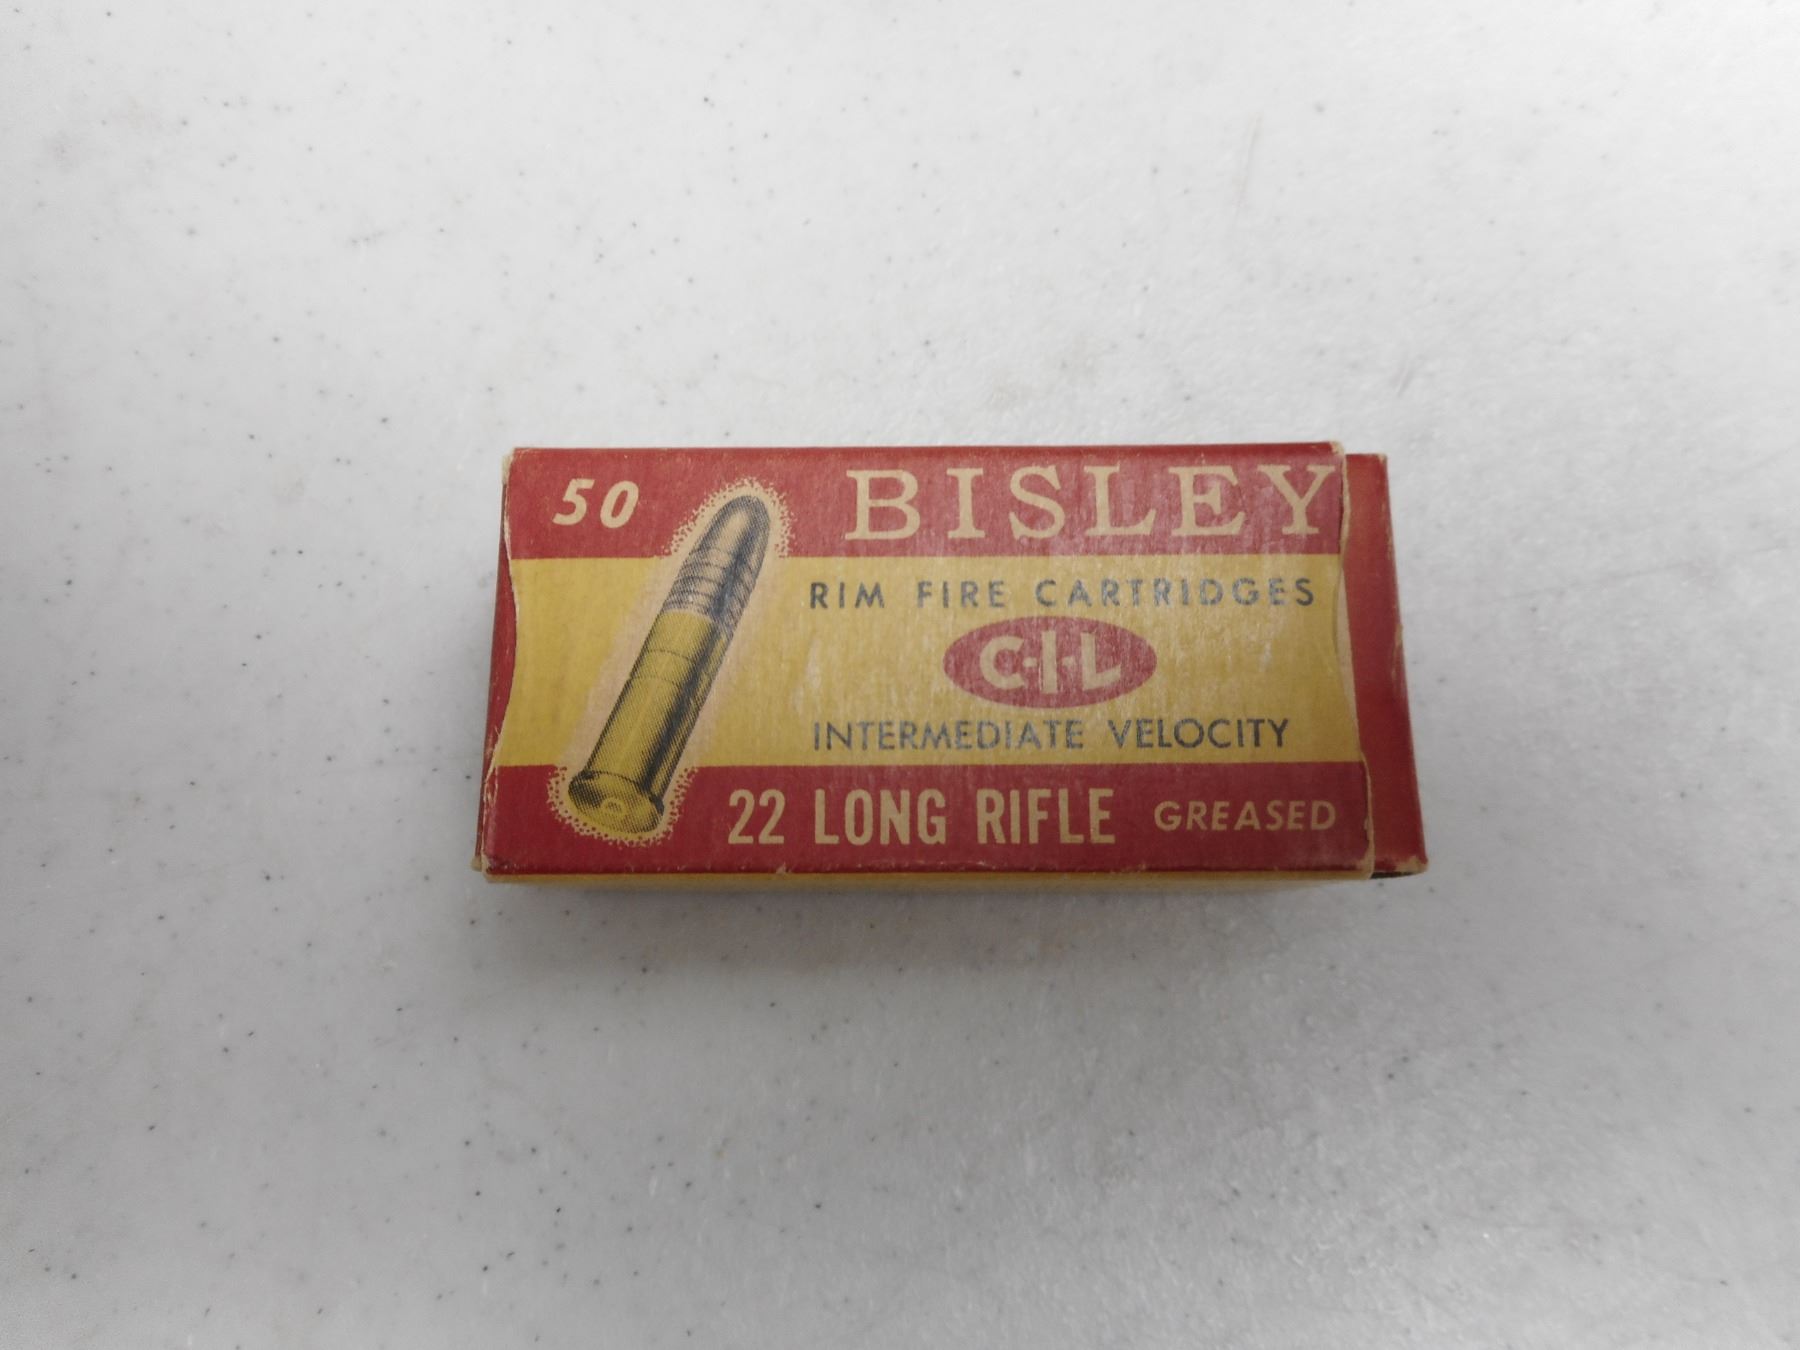 50
BISLEY
RIM FIRE CARTRIDGES
C-I-L
INTERMEDIATE VELOCITY
22 LONG RIFLE GREASED